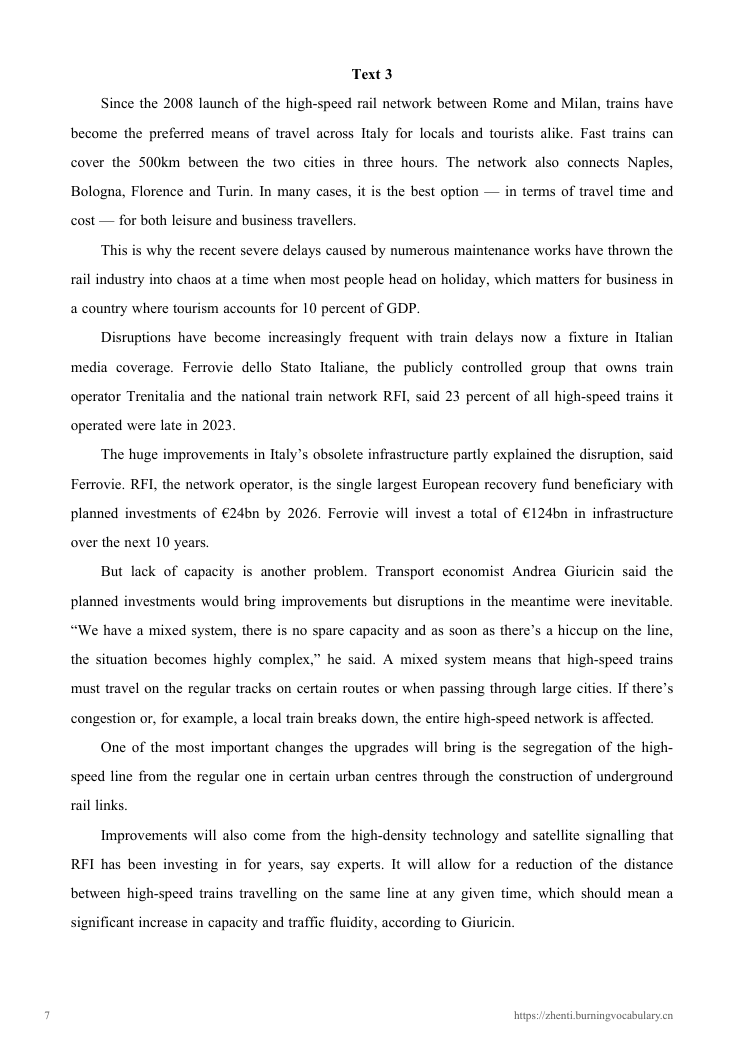 Text 3
Since the 2008 launch of the high-speed rail network between Rome and Milan, trains have
become the preferred means of travel across Italy for locals and tourists alike. Fast trains can
cover the 500km between the two cities in three hours. The network also connects Naples,
Bologna, Florence and Turin. In many cases, it is the best option — in terms of travel time and
cost — for both leisure and business travellers.
This is why the recent severe delays caused by numerous maintenance works have thrown the
rail industry into chaos at a time when most people head on holiday, which matters for business in
a country where tourism accounts for 10 percent of GDP.
Disruptions have become increasingly frequent with train delays now a fixture in Italian
media coverage. Ferrovie dello Stato Italiane, the publicly controlled group that owns train
operator Trenitalia and the national train network RFI, said 23 percent of all high-speed trains it
operated were late in 2023.
The huge improvements in Italy’s obsolete infrastructure partly explained the disruption, said
Ferrovie. RFI, the network operator, is the single largest European recovery fund beneficiary with
planned investments of €24bn by 2026. Ferrovie will invest a total of €124bn in infrastructure
over the next 10 years.
But lack of capacity is another problem. Transport economist Andrea Giuricin said the
planned investments would bring improvements but disruptions in the meantime were inevitable.
“We have a mixed system, there is no spare capacity and as soon as there’s a hiccup on the line,
the situation becomes highly complex,” he said. A mixed system means that high-speed trains
must travel on the regular tracks on certain routes or when passing through large cities. If there’s
congestion or, for example, a local train breaks down, the entire high-speed network is affected.
One of the most important changes the upgrades will bring is the segregation of the high-
speed line from the regular one in certain urban centres through the construction of underground
rail links.
Improvements will also come from the high-density technology and satellite signalling that
RFI has been investing in for years, say experts. It will allow for a reduction of the distance
between high-speed trains travelling on the same line at any given time, which should mean a
significant increase in capacity and traffic fluidity, according to Giuricin.
7
https://zhenti.burningvocabulary.cn